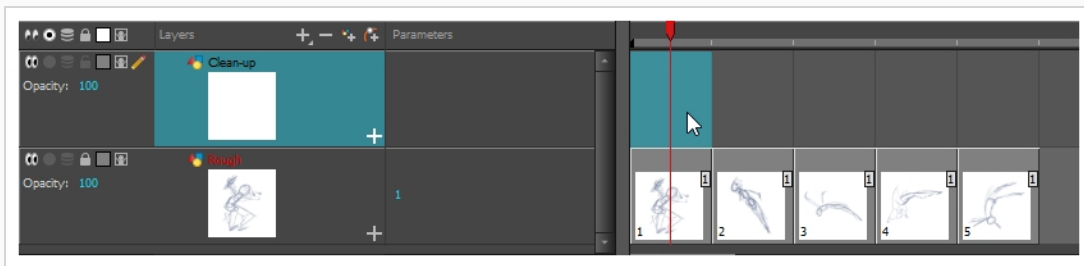 Layers Parameters
Clean-up
Opacity: 100
Rough
Opacity: 100
1
1 1 1 1 1
1 2 3 4 5